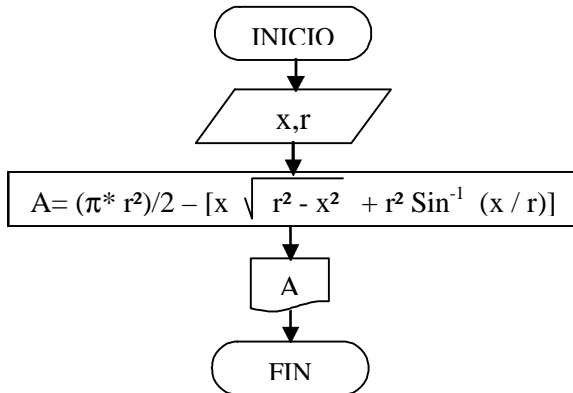 INICIO
x,r
A= (π* r²)/2 – [x √ r² - x² + r² Sin⁻¹ (x / r)]
A
FIN